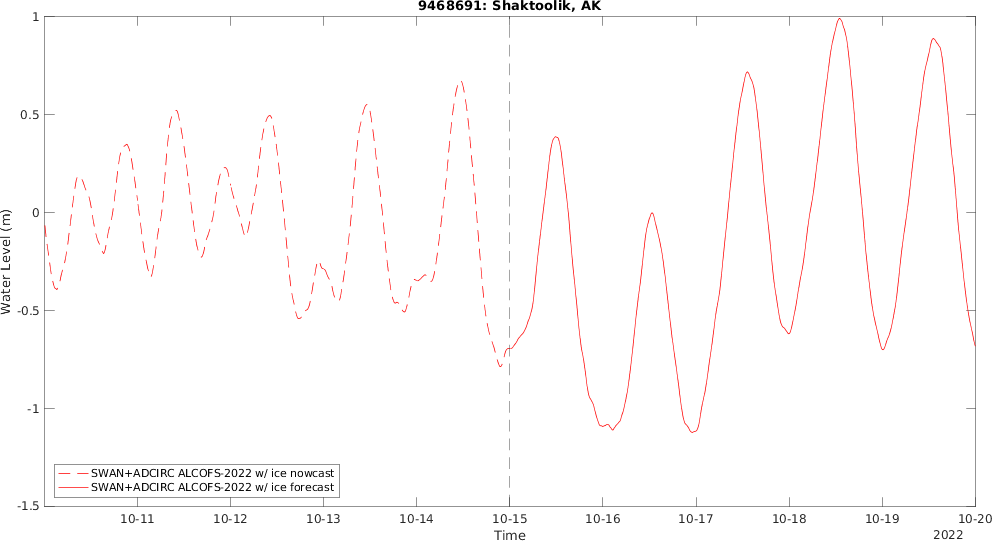 9468691: Shaktoolik, AK
Water Level (m)
1
0.5
0
-0.5
-1
-1.5
SWAN+ADCIRC ALCOFS-2022 w/ ice nowcast
SWAN+ADCIRC ALCOFS-2022 w/ ice forecast
10-11 10-12 10-13 10-14 10-15 10-16 10-17 10-18 10-19 10-20
Time
2022